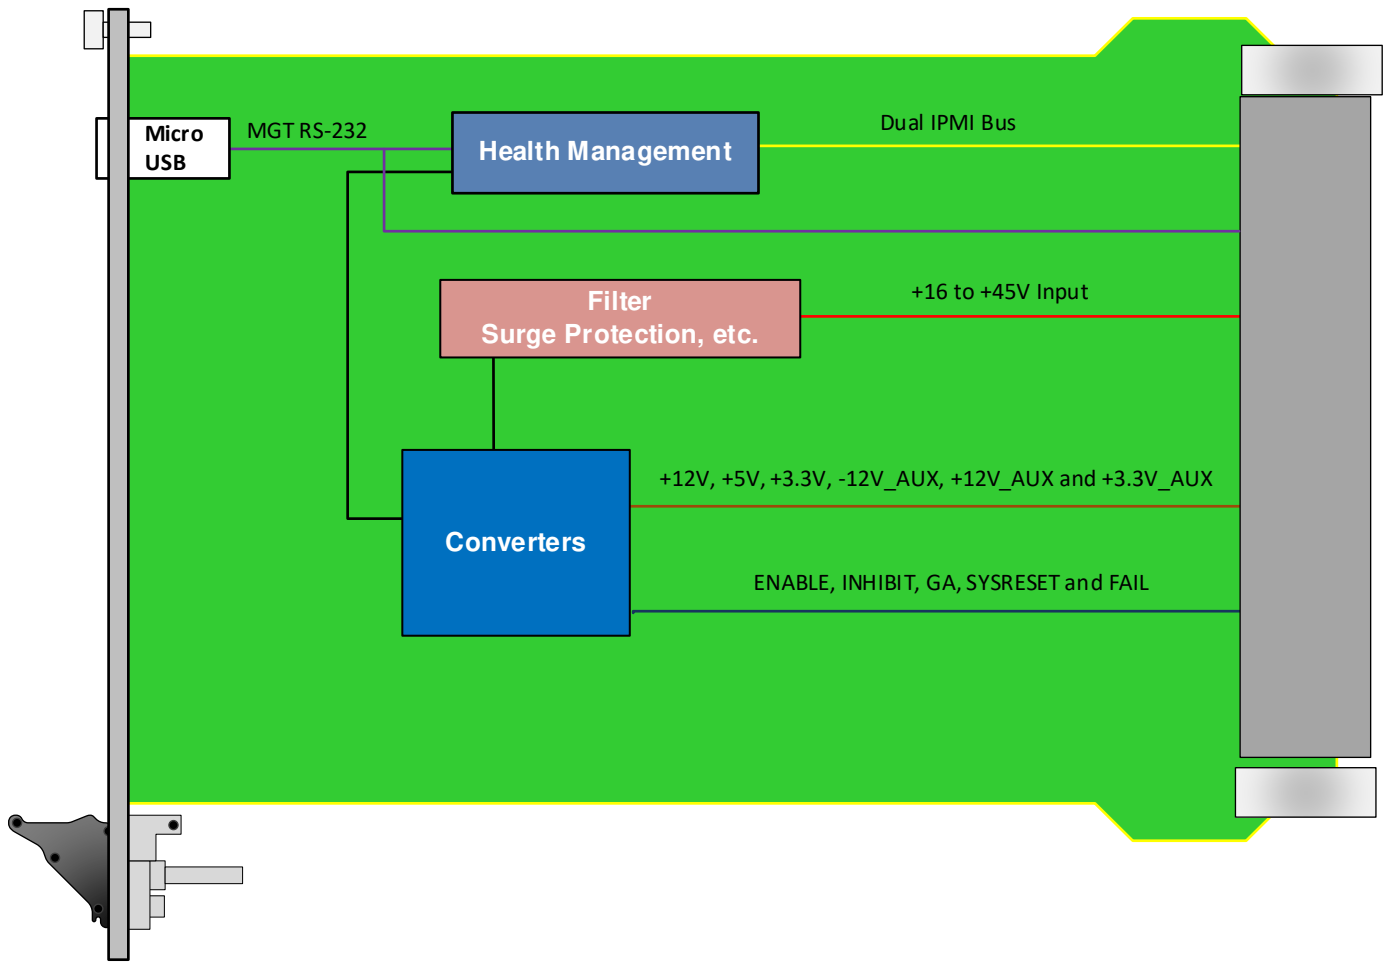 Micro
USB
MGT RS-232
Health Management
Dual IPMI Bus
Filter
Surge Protection, etc.
+16 to +45V Input
Converters
+12V, +5V, +3.3V, -12V_AUX, +12V_AUX and +3.3V_AUX
ENABLE, INHIBIT, GA, SYSRESET and FAIL